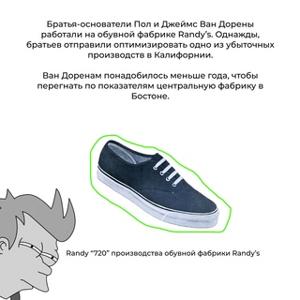 Братья-основатели Пол и Джеймс Ван Дорены
работали на обувной фабрике Randy's. Однажды,
братьев отправили оптимизировать одно из убыточных
производств в Калифорнии.
Ван Доренам понадобилось меньше года, чтобы
перегнать по показателям центральную фабрику в
Бостоне.
Randy “720” производства обувной фабрики Randy's